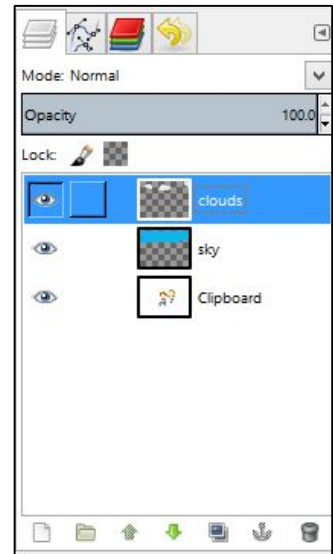 Mode: Normal
Opacity 100.0
Lock:
clouds
sky
Clipboard